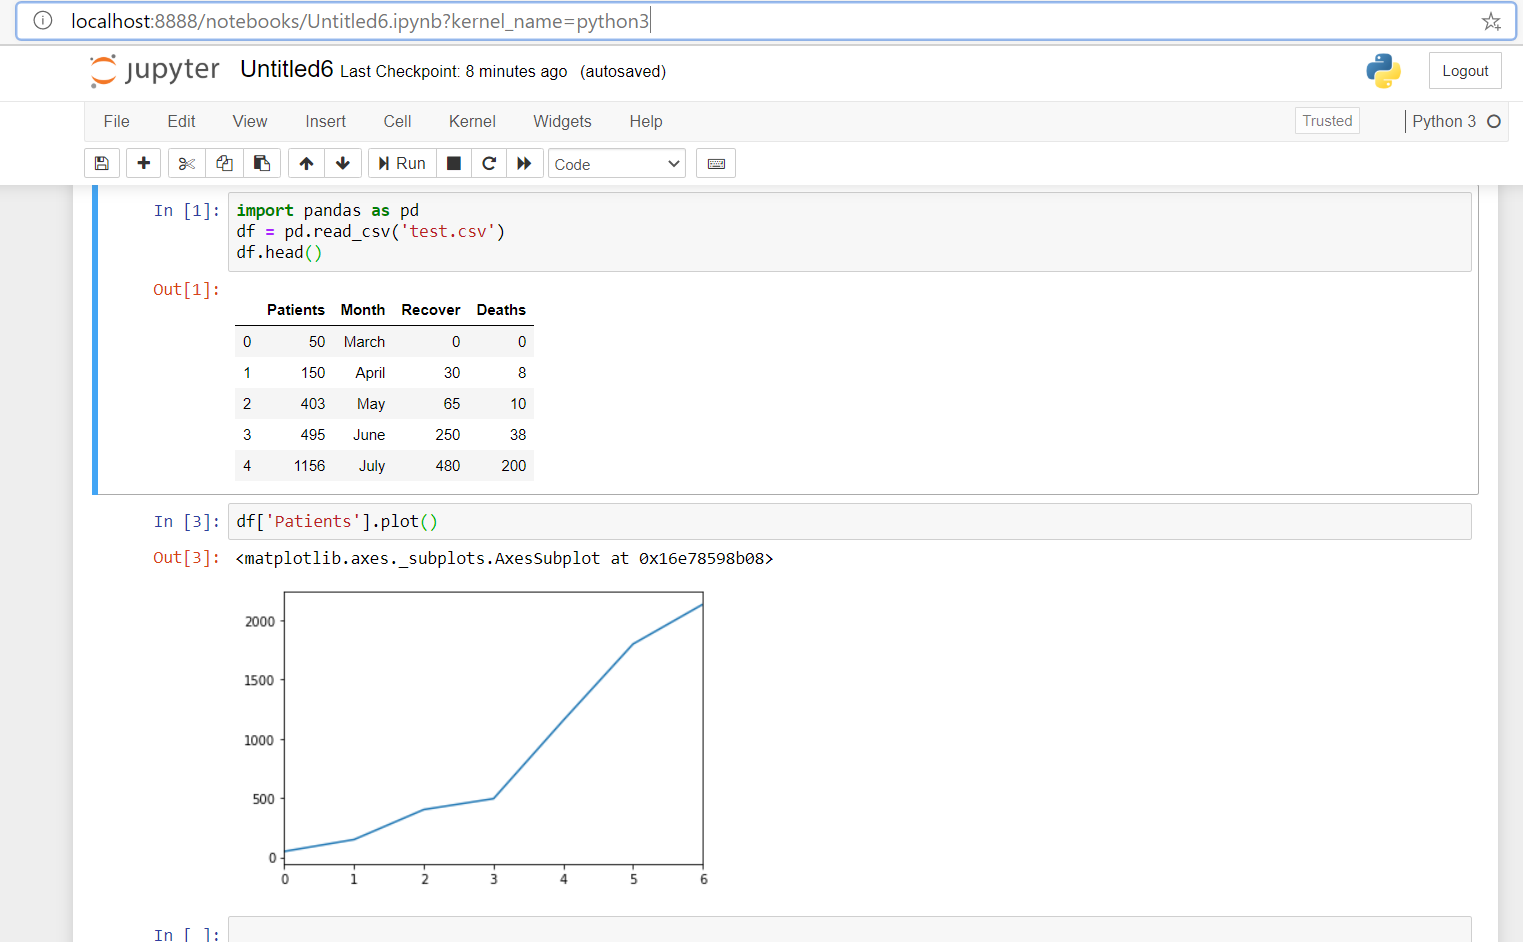 localhost:8888/notebooks/Untitled6.ipynb?kernel_name=python3
jupyter Untitled6 Last Checkpoint: 8 minutes ago (autosaved) Logout
File Edit View Insert Cell Kernel Widgets Help Trusted Python 3
Run Code
In [1]: import pandas as pd
df = pd.read_csv('test.csv')
df.head()
Out[1]:
Patients Month Recover Deaths
0 50 March 0 0
1 150 April 30 8
2 403 May 65 10
3 495 June 250 38
4 1156 July 480 200
In [3]: df['Patients'].plot()
Out[3]: <matplotlib.axes._subplots.AxesSubplot at 0x16e78598b08>
2000
1500
1000
500
0
0 1 2 3 4 5 6
In [ ]: